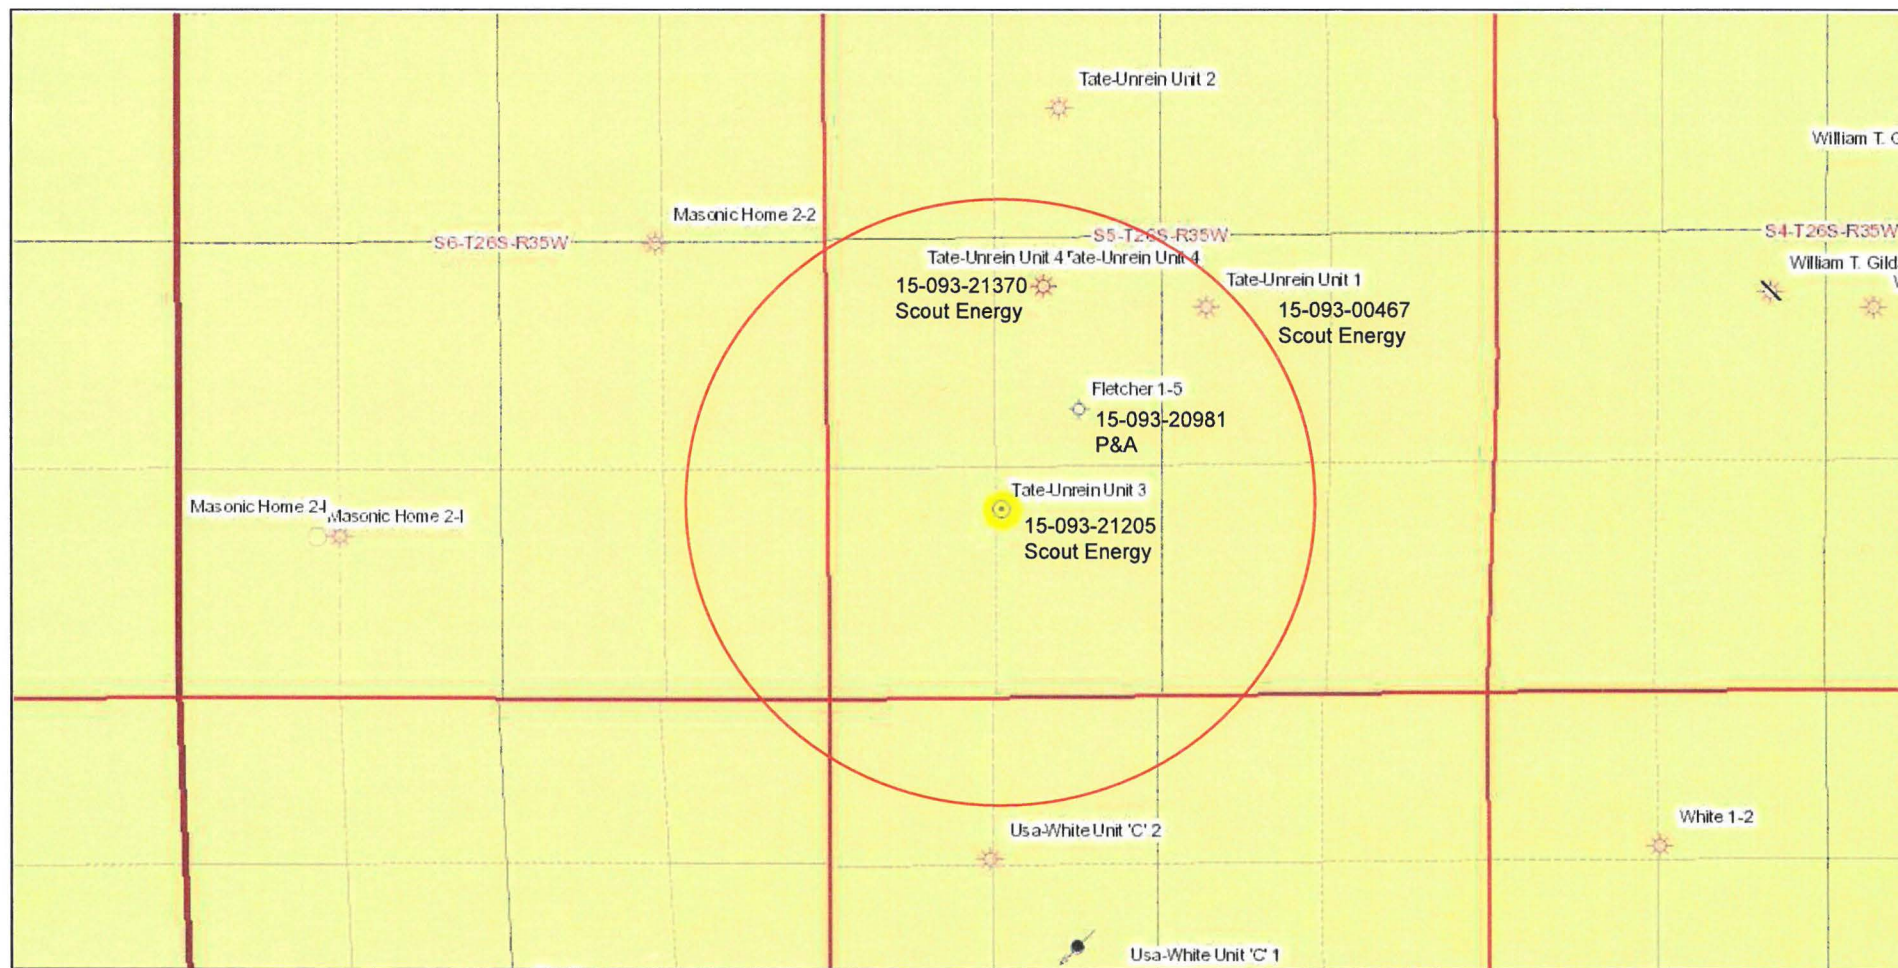 Tate-Unrein Unit 2
William T. G
Masonic Home 2-2
S6-T26S-R35W
S5-T26S-R35W
S4-T26S-R35W
Tate-Unrein Unit 4
Tate-Unrein Unit 4
William T. Gild
Tate-Unrein Unit 1
15-093-21370
Scout Energy
15-093-00467
Scout Energy
Fletcher 1-5
15-093-20981
P&A
Tate-Unrein Unit 3
15-093-21205
Scout Energy
Masonic Home 2-I
Masonic Home 2-I
Usa-White Unit 'C' 2
White 1-2
Usa-White Unit 'C' 1